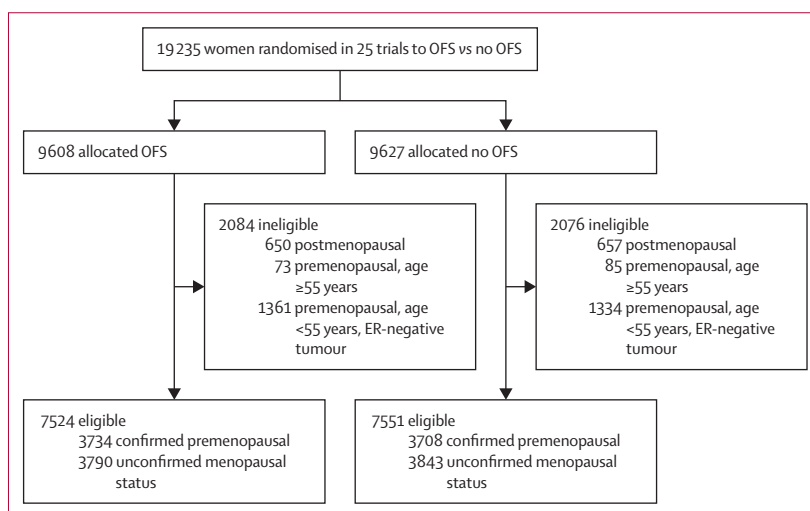 19 235 women randomised in 25 trials to OFS vs no OFS
9608 allocated OFS
9627 allocated no OFS
2084 ineligible
650 postmenopausal
73 premenopausal, age
≥55 years
1361 premenopausal, age
<55 years, ER-negative
tumour
2076 ineligible
657 postmenopausal
85 premenopausal, age
≥55 years
1334 premenopausal, age
<55 years, ER-negative
tumour
7524 eligible
3734 confirmed premenopausal
3790 unconfirmed menopausal
status
7551 eligible
3708 confirmed premenopausal
3843 unconfirmed menopausal
status